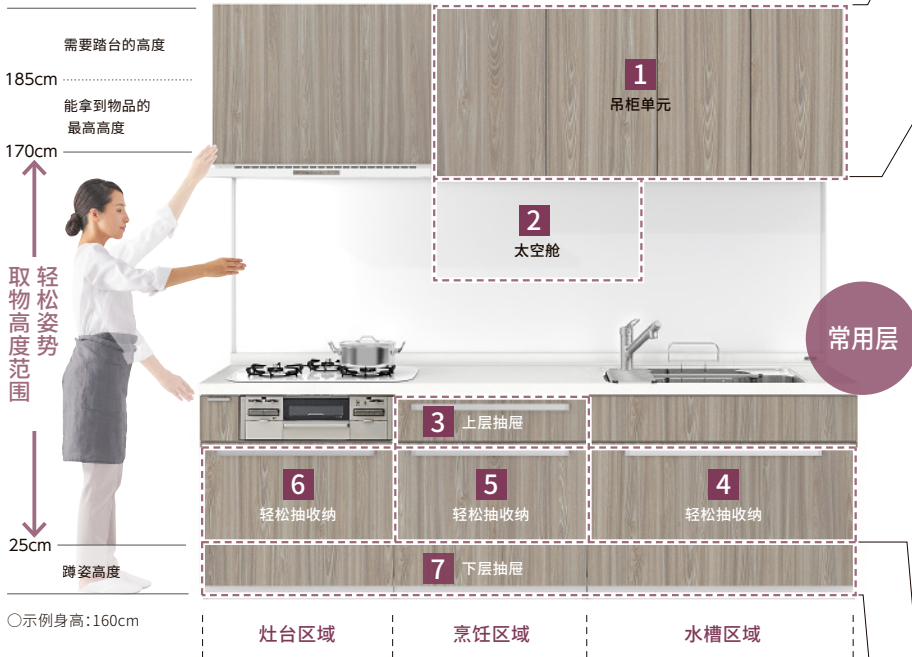 需要踏台的高度
185cm
能拿到物品的
最高高度
170cm
轻松姿势
取物高度范围
25cm
蹲姿高度
○示例身高:160cm
1
吊柜单元
2
太空舱
常用层
3 上层抽屉
6
轻松抽收纳
5
轻松抽收纳
4
轻松抽收纳
7 下层抽屉
灶台区域
烹饪区域
水槽区域